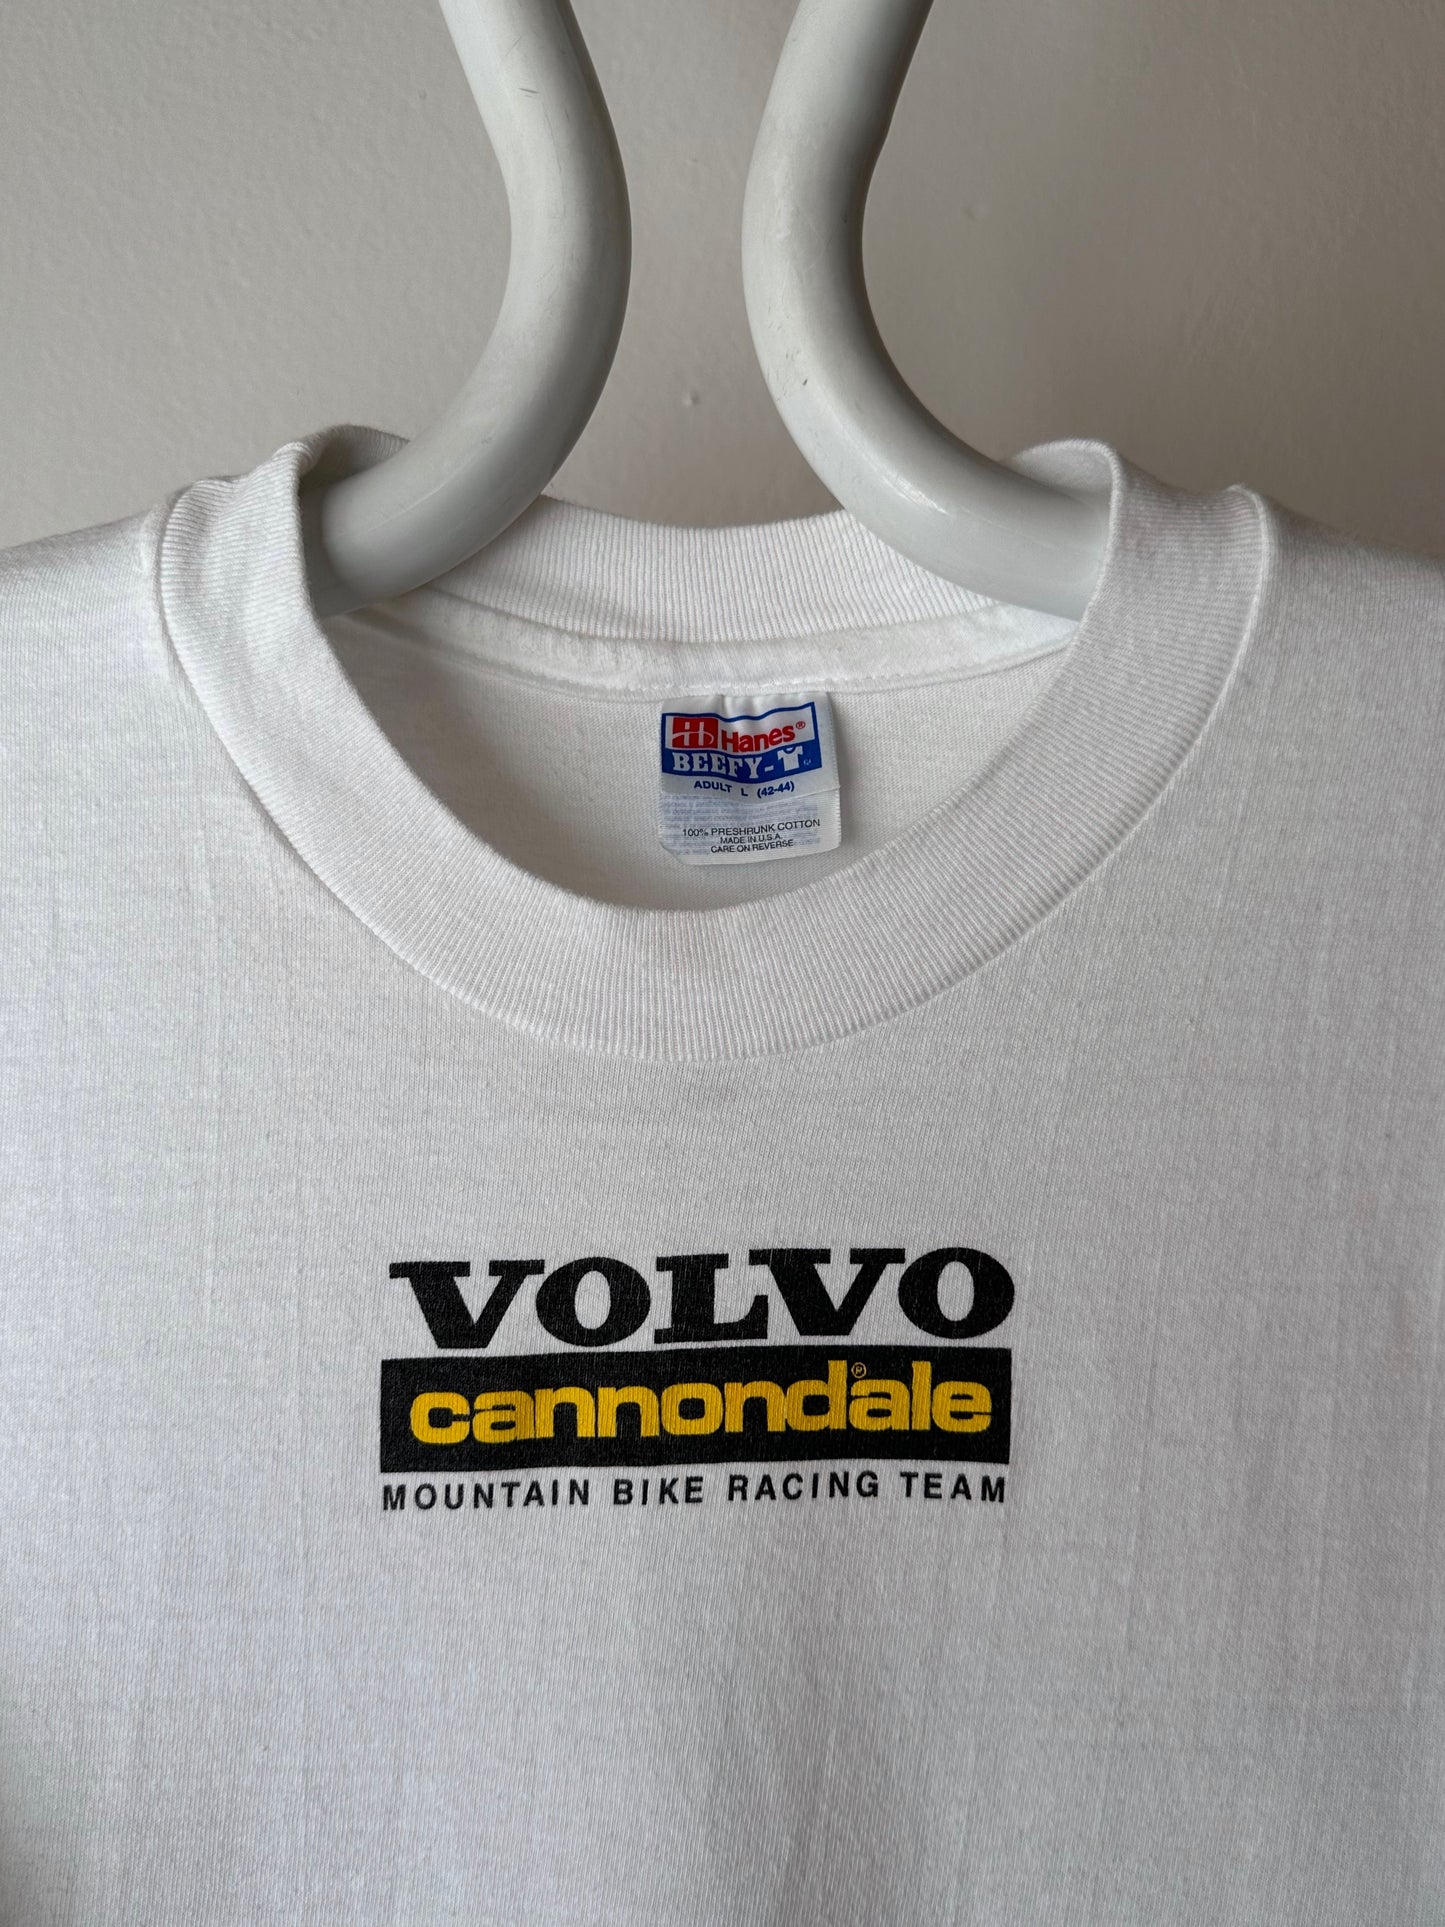 Hanes®
BEEFY-T
ADULT L (42-44)
100% PRESHRUNK COTTON
MADE IN U.S.A.
CARE ON REVERSE
VOLVO
cannondale®
MOUNTAIN BIKE RACING TEAM